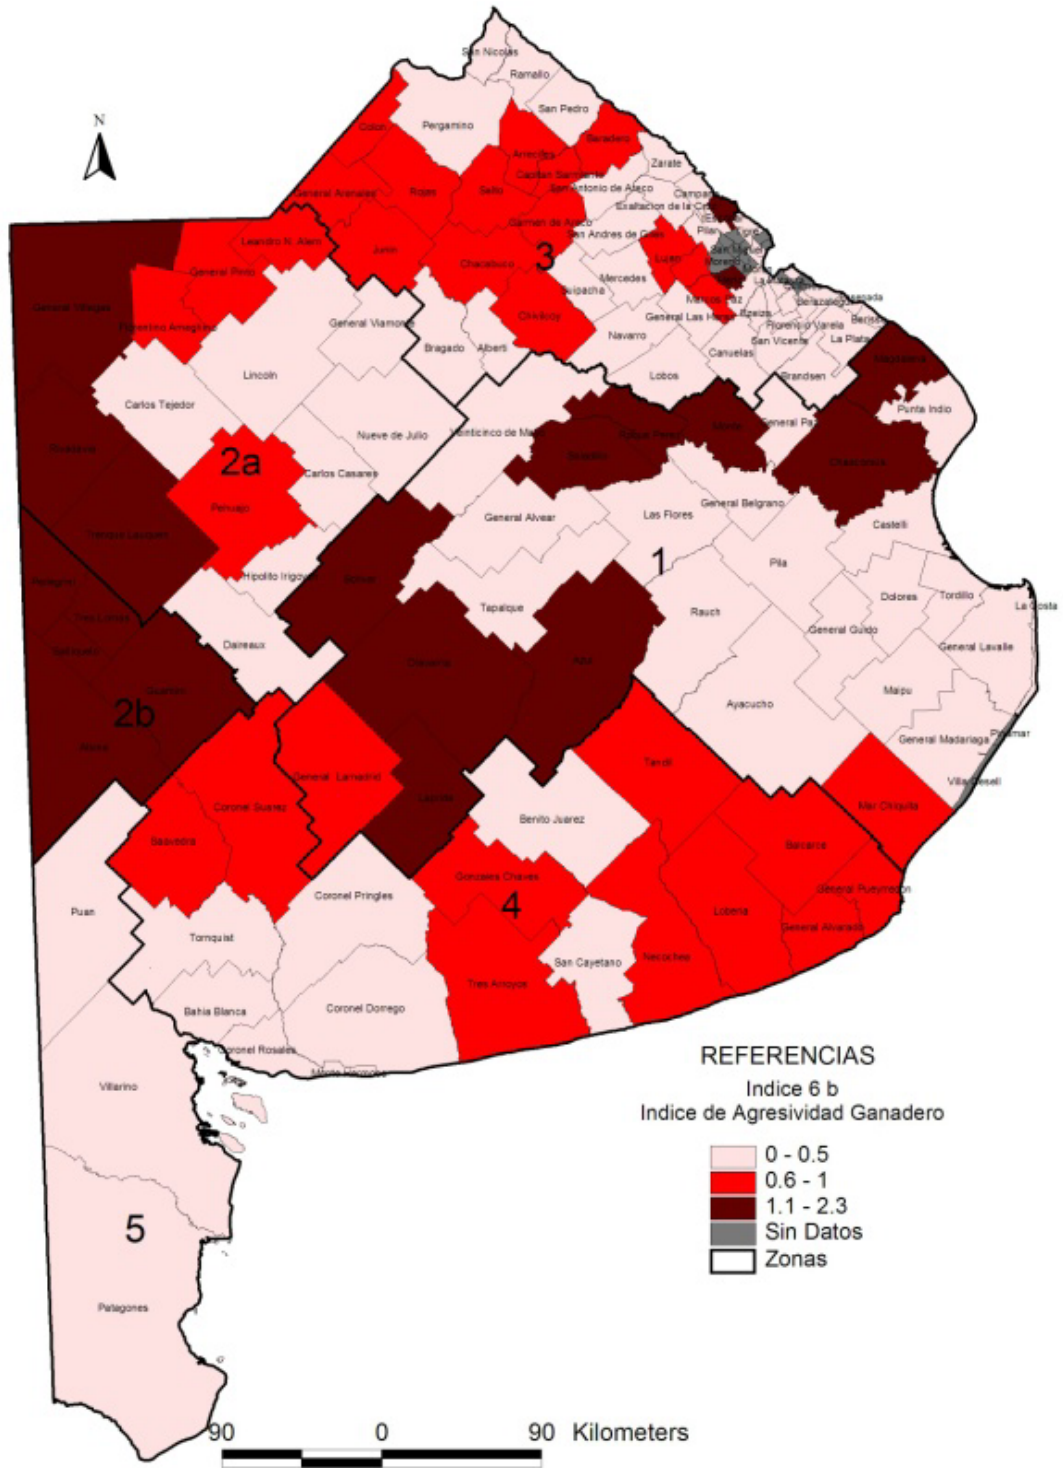 N
San Nicolas
Ramallo
San Pedro
Pergamino
Colon
Baradero
Arrecifes
Zarate
Capitan Sarmiento
San Antonio de Areco
Campana
General Arenales
Rojas
Salto
Exaltacion de la Cruz
Carmen de Areco
San Andres de Giles
Pilar
Leandro N. Alem
Junin
San Miguel
Chacabuco
3
Lujan
Moreno
General Pinto
Mercedes
Suipacha
Marcos Paz
General Villegas
Chivilcoy
General Las Heras
Ezeiza
Berazategui
Ensenada
Florentino Ameghino
General Viamonte
Navarro
Florencio Varela
Berisso
San Vicente
La Plata
Bragado
Alberti
Canuelas
Magdalena
Lincoln
Lobos
Brandsen
Carlos Tejedor
Punta Indio
Nueve de Julio
Veinticinco de Mayo
Roque Perez
Monte
General Paz
Rivadavia
2a
Saladillo
Chascomus
Carlos Casares
Pehuajo
General Alvear
Las Flores
General Belgrano
Castelli
Trenque Lauquen
1
Pila
Pellegrini
Hipolito Irigoyen
Bolivar
Dolores
Tordillo
La Costa
Tres Lomas
Tapalque
Rauch
General Guido
Salliquelo
Daireaux
General Lavalle
Olavarria
Azul
Guamini
Maipu
2b
Ayacucho
Adolfo
General Madariaga
Pinamar
Tandil
General Lamadrid
Villa Gesell
Laprida
Coronel Suarez
Mar Chiquita
Benito Juarez
Saavedra
Balcarce
Gonzales Chaves
General Pueyrredon
Coronel Pringles
4
Puan
Loberia
General Alvarado
Tornquist
San Cayetano
Necochea
Tres Arroyos
Bahia Blanca
Coronel Dorrego
Coronel Rosales
Monte Hermoso
Villarino
5
Patagones
REFERENCIAS
Indice 6 b
Indice de Agresividad Ganadero
0 - 0.5
0.6 - 1
1.1 - 2.3
Sin Datos
Zonas
90 0 90 Kilometers